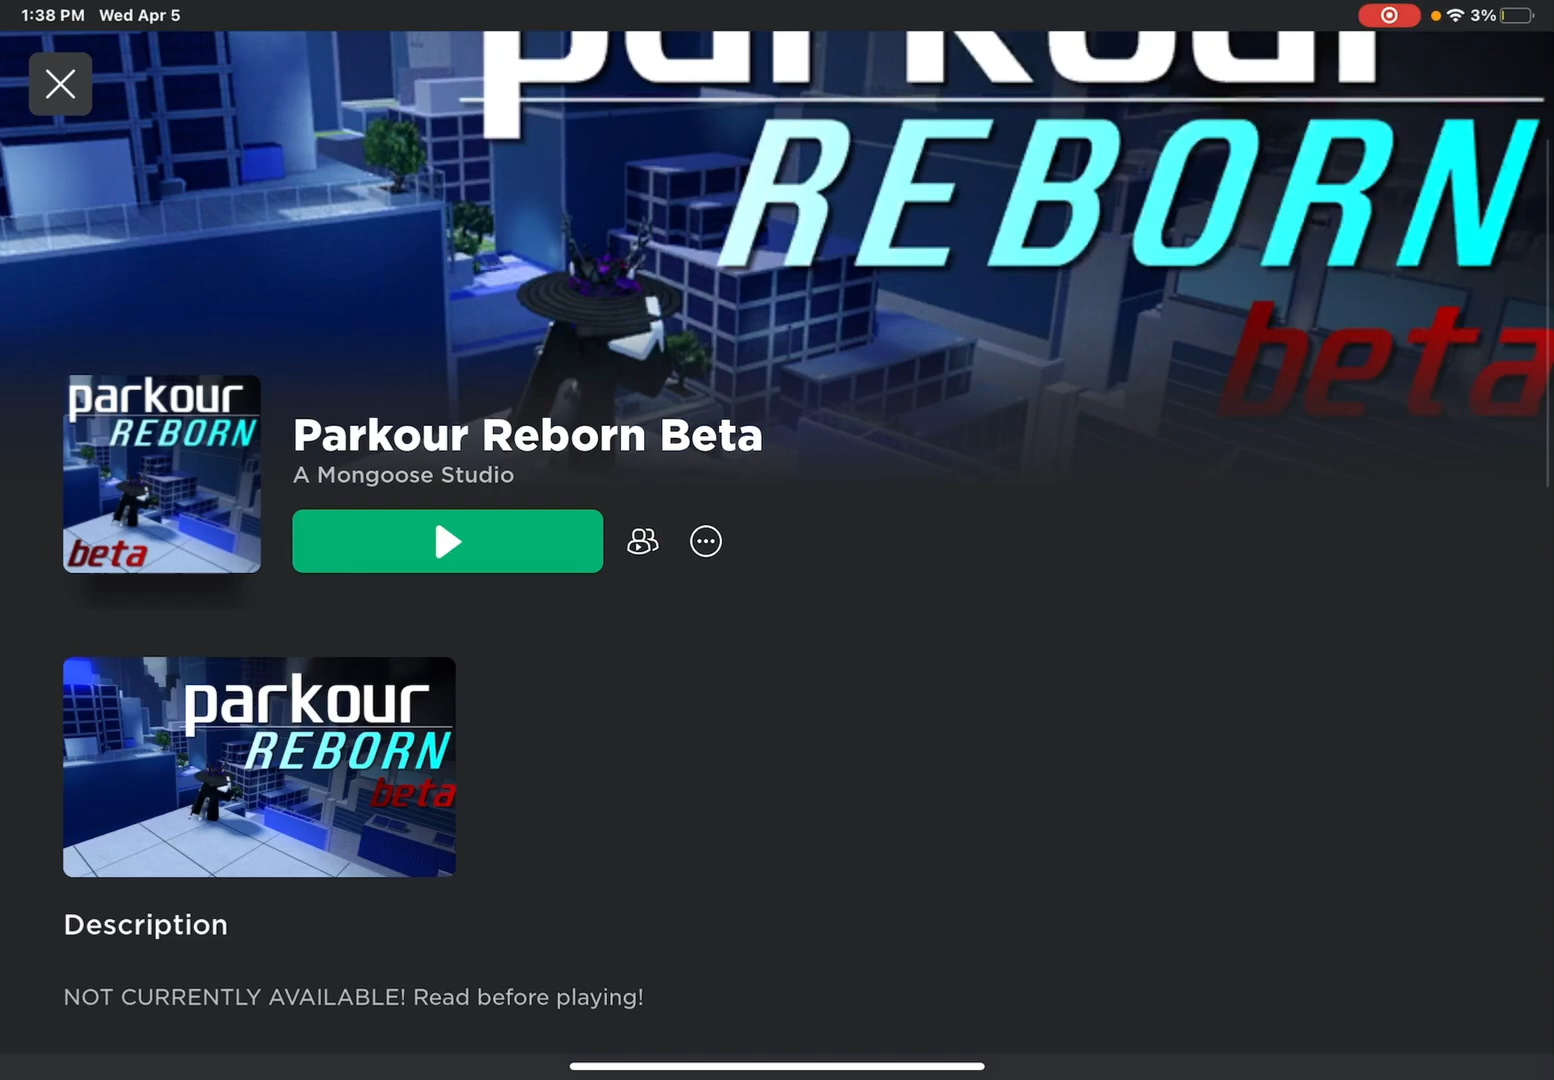 1:38 PM Wed Apr 5
3%
parkour
REBORN
beta
parkour
REBORN
beta
Parkour Reborn Beta
A Mongoose Studio
parkour
REBORN
beta
Description
NOT CURRENTLY AVAILABLE! Read before playing!